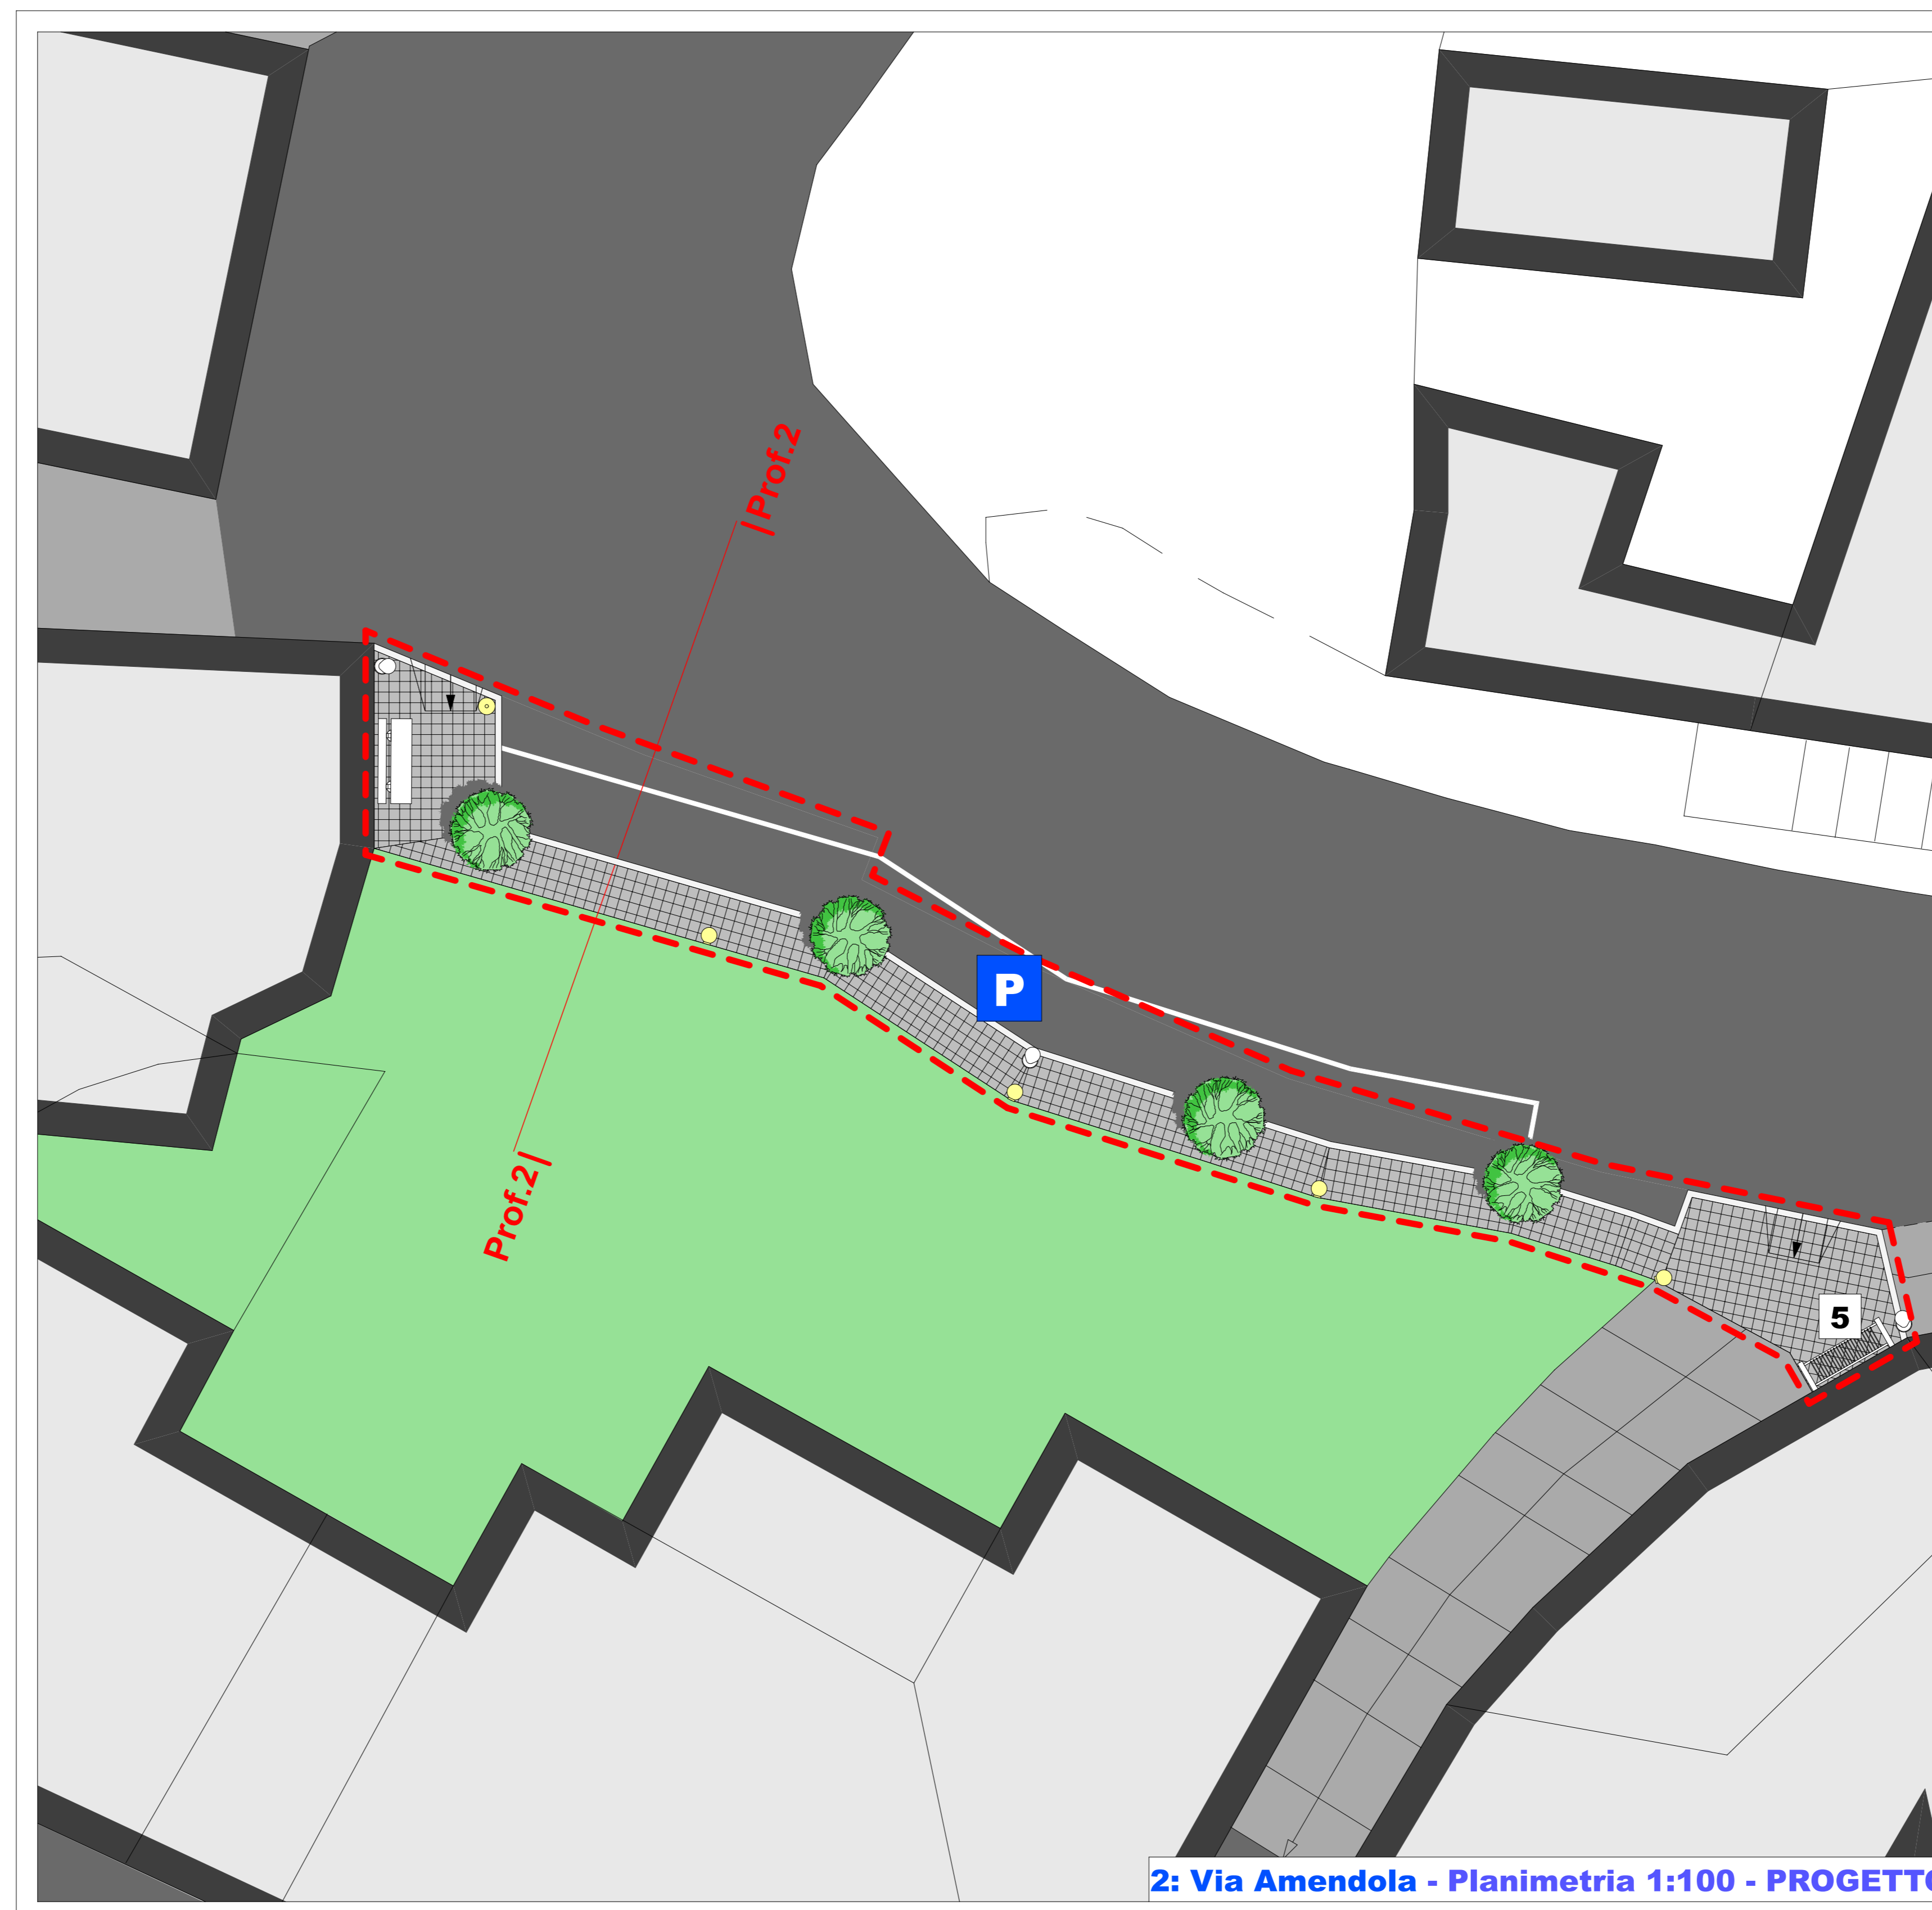 |Prof.2
P
Prof.2|
5
2: Via Amendola - Planimetria 1:100 - PROGETTO